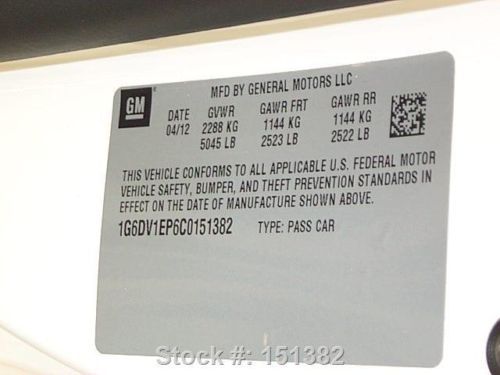 GM
MFD BY GENERAL MOTORS LLC
DATE GVWR GAWR FRT GAWR RR
04/12 2288 KG 1144 KG 1144 KG
5045 LB 2523 LB 2522 LB
THIS VEHICLE CONFORMS TO ALL APPLICABLE U.S. FEDERAL MOTOR
VEHICLE SAFETY, BUMPER, AND THEFT PREVENTION STANDARDS IN
EFFECT ON THE DATE OF MANUFACTURE SHOWN ABOVE.
1G6DV1EP6C0151382 TYPE: PASS CAR
Stock #: 151382